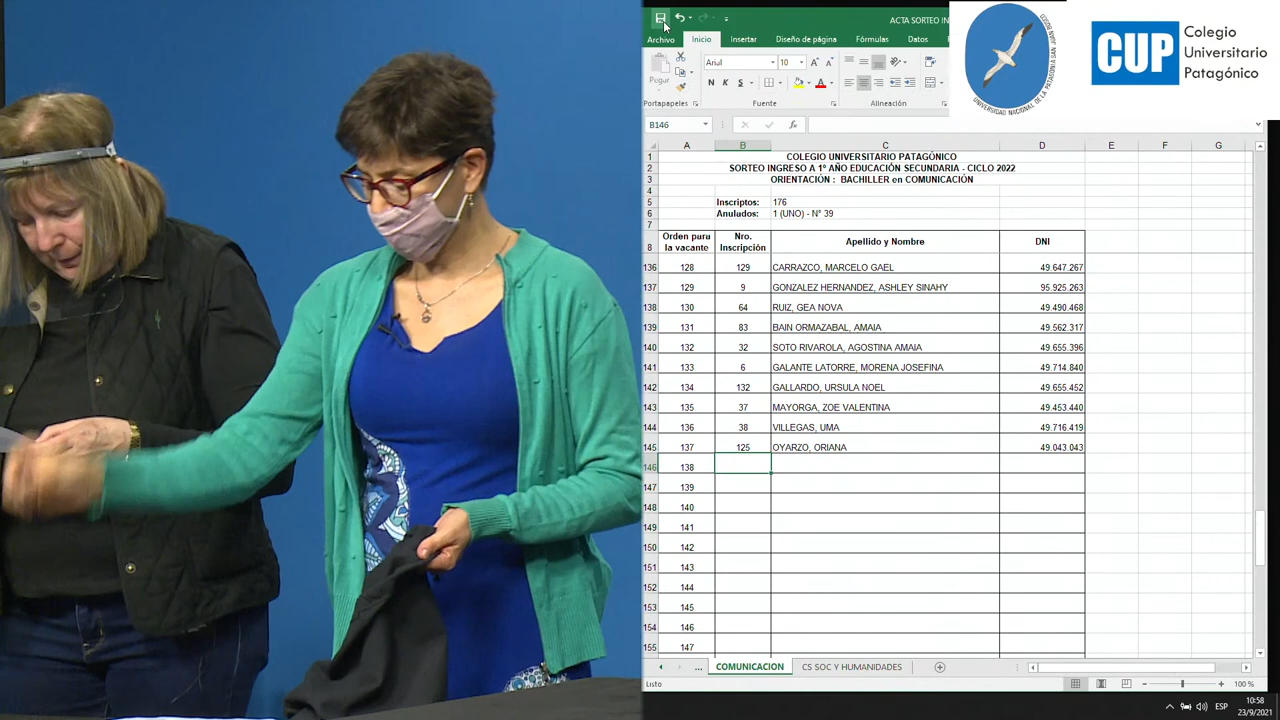 ACTA SORTEO IN
Archivo Inicio Insertar Diseño de página Fórmulas Datos
Pegar
Arial 10
N K S
Portapapeles Fuente Alineación
UNIVERSIDAD NACIONAL DE LA PATAGONIA SAN JUAN BOSCO
CUP
Colegio
Universitario
Patagónico
B146 fx
A B C D E F G
1 COLEGIO UNIVERSITARIO PATAGÓNICO
2 SORTEO INGRESO A 1º AÑO EDUCACIÓN SECUNDARIA - CICLO 2022
3 ORIENTACIÓN : BACHILLER en COMUNICACIÓN
4
5 Inscriptos: 176
6 Anulados: 1 (UNO) - N° 39
7
8 Orden para la vacante Nro. Inscripción Apellido y Nombre DNI
136 128 129 CARRAZCO, MARCELO GAEL 49.647.267
137 129 9 GONZALEZ HERNANDEZ, ASHLEY SINAHY 95.925.263
138 130 64 RUIZ, GEA NOVA 49.490.468
139 131 83 BAIN ORMAZABAL, AMAIA 49.562.317
140 132 32 SOTO RIVAROLA, AGOSTINA AMAIA 49.655.396
141 133 6 GALANTE LATORRE, MORENA JOSEFINA 49.714.840
142 134 132 GALLARDO, URSULA NOEL 49.655.452
143 135 37 MAYORGA, ZOE VALENTINA 49.453.440
144 136 38 VILLEGAS, UMA 49.716.419
145 137 125 OYARZO, ORIANA 49.043.043
146 138
147 139
148 140
149 141
150 142
151 143
152 144
153 145
154 146
155 147
... COMUNICACION CS SOC Y HUMANIDADES
Listo 100 %
ESP 10:58
23/9/2021